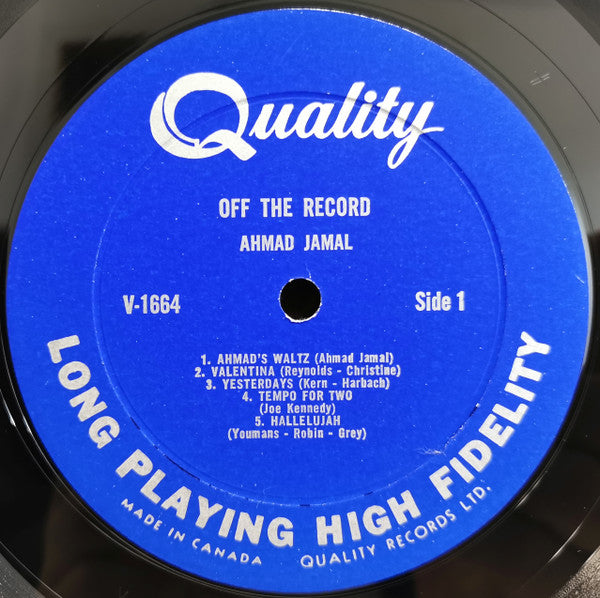 Quality
OFF THE RECORD
AHMAD JAMAL
V-1664
Side 1
1. AHMAD'S WALTZ (Ahmad Jamal)
2. VALENTINA (Reynolds - Christine)
3. YESTERDAYS (Kern - Harbach)
4. TEMPO FOR TWO
(Joe Kennedy)
5. HALLELUJAH
(Youmans - Robin - Grey)
LONG PLAYING HIGH FIDELITY
MADE IN CANADA QUALITY RECORDS LTD.